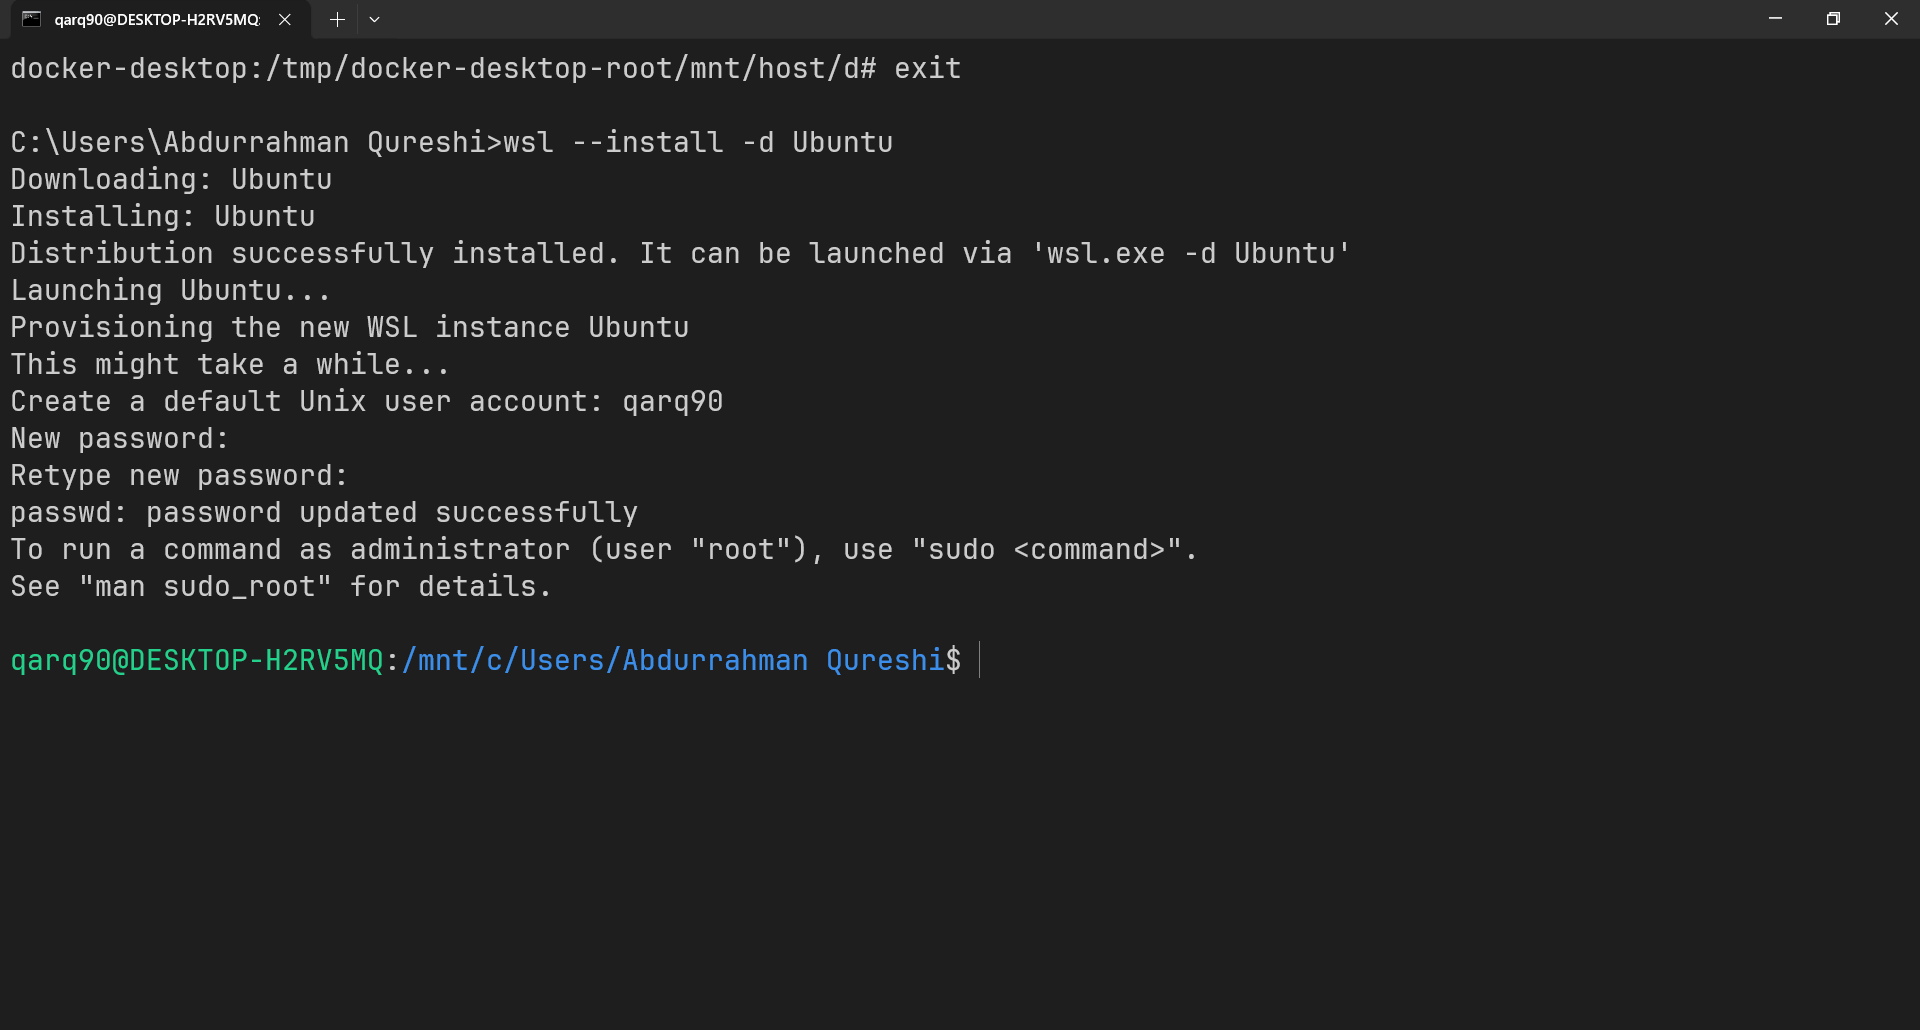 qarq90@DESKTOP-H2RV5MQ:
docker-desktop:/tmp/docker-desktop-root/mnt/host/d# exit
C:\Users\Abdurrahman Qureshi>wsl --install -d Ubuntu
Downloading: Ubuntu
Installing: Ubuntu
Distribution successfully installed. It can be launched via 'wsl.exe -d Ubuntu'
Launching Ubuntu...
Provisioning the new WSL instance Ubuntu
This might take a while...
Create a default Unix user account: qarq90
New password:
Retype new password:
passwd: password updated successfully
To run a command as administrator (user "root"), use "sudo <command>".
See "man sudo_root" for details.
qarq90@DESKTOP-H2RV5MQ:/mnt/c/Users/Abdurrahman Qureshi$